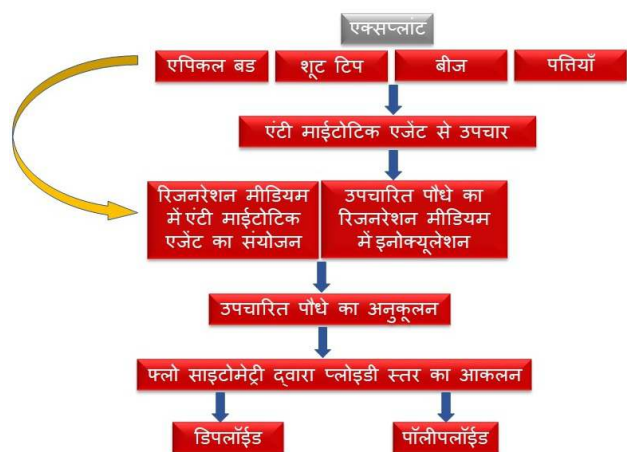 एक्सप्लांट
एपिकल बड
शूट टिप
बीज
पत्तियाँ
एंटी माईटोटिक एजेंट से उपचार
रिजनरेशन मीडियम
में एंटी माईटोटिक
एजेंट का संयोजन
उपचारित पौधे का
रिजनरेशन मीडियम
में इनोक्यूलेशन
उपचारित पौधे का अनुकूलन
फ्लो साइटोमेट्री द्वारा प्लोइडी स्तर का आकलन
डिपलॉईड
पॉलीपलॉईड